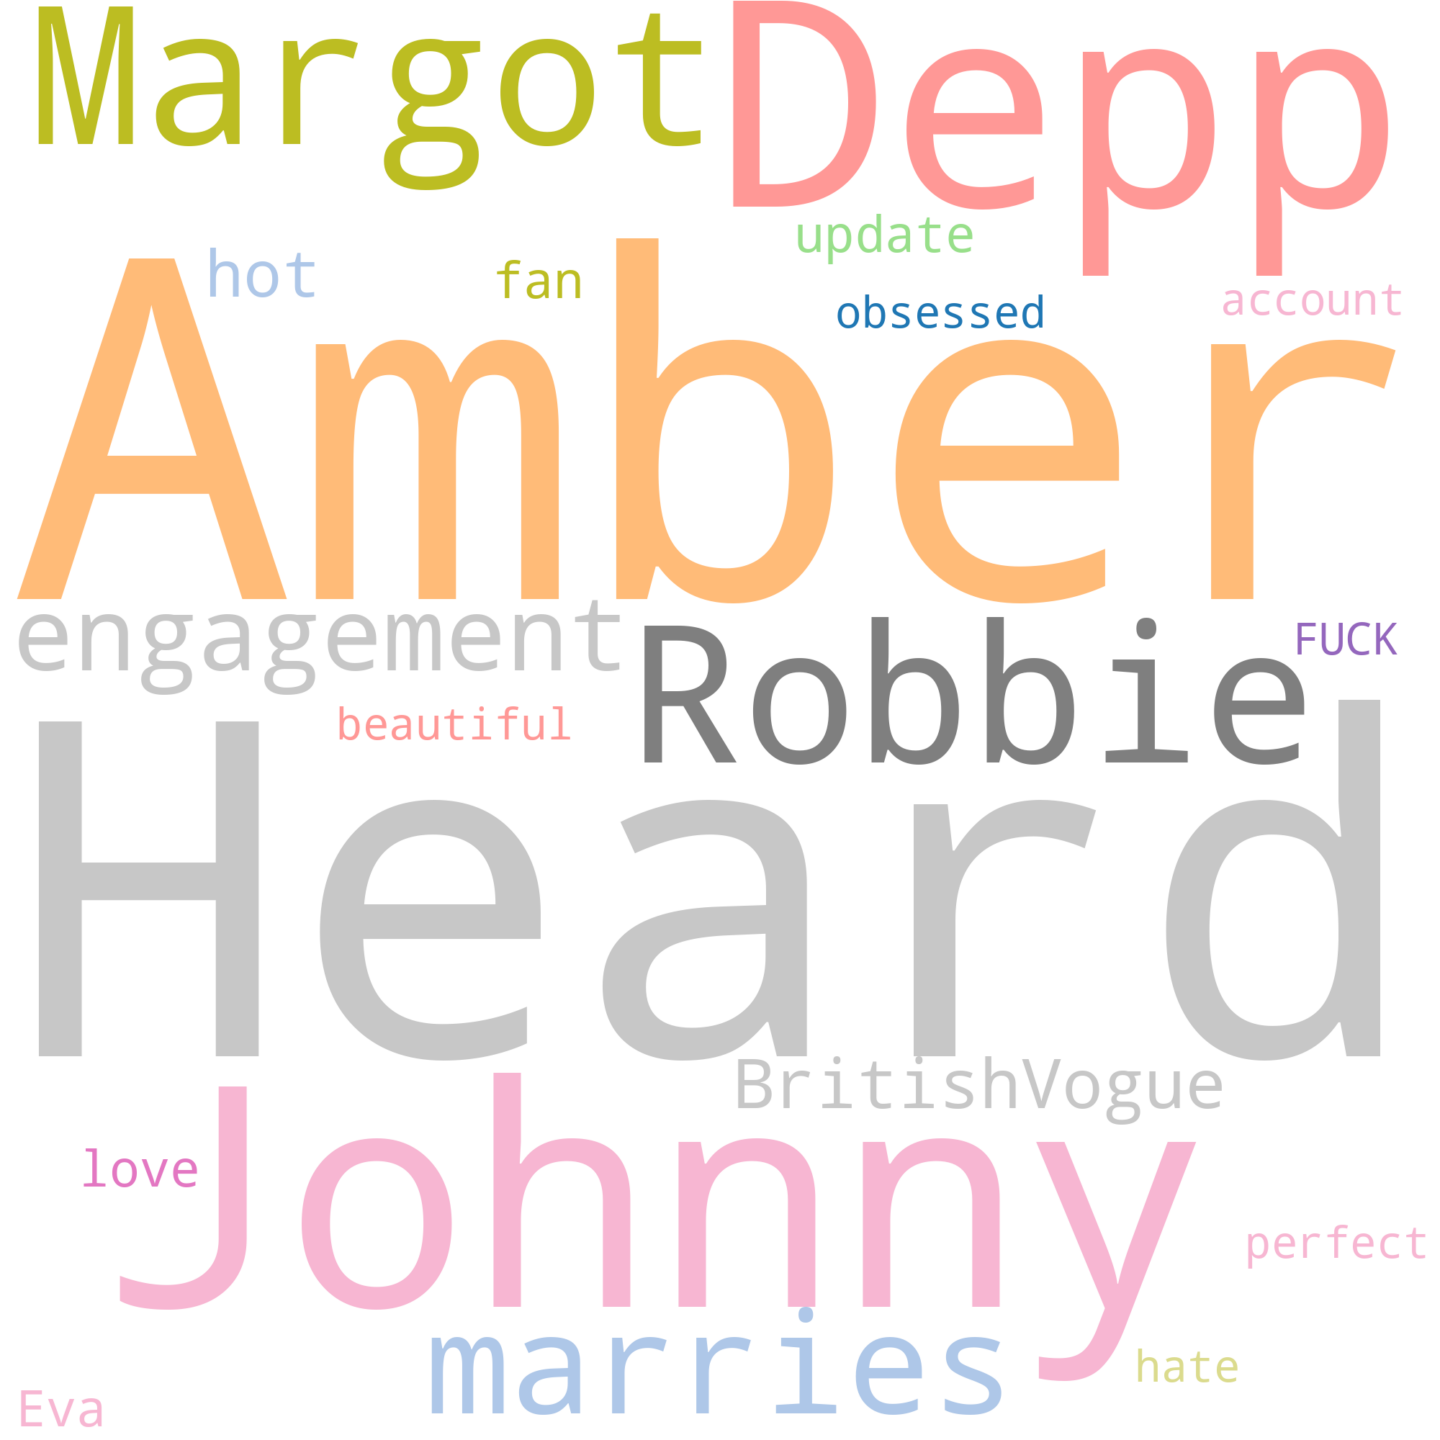 Margot Depp
update
hot fan obsessed account
Amber
engagement Robbie FUCK
beautiful
Heard
BritishVogue
Johnny
love
perfect
marries hate
Eva